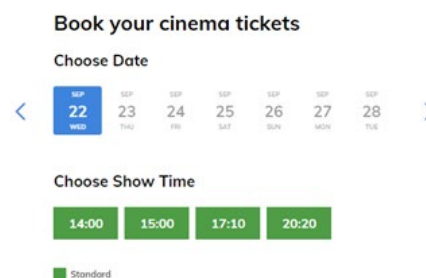 Book your cinema tickets
Choose Date
SEP SEP SEP SEP SEP SEP SEP
22 23 24 25 26 27 28
WED THU FRI SAT SUN MON TUE
Choose Show Time
14:00 15:00 17:10 20:20
Standard